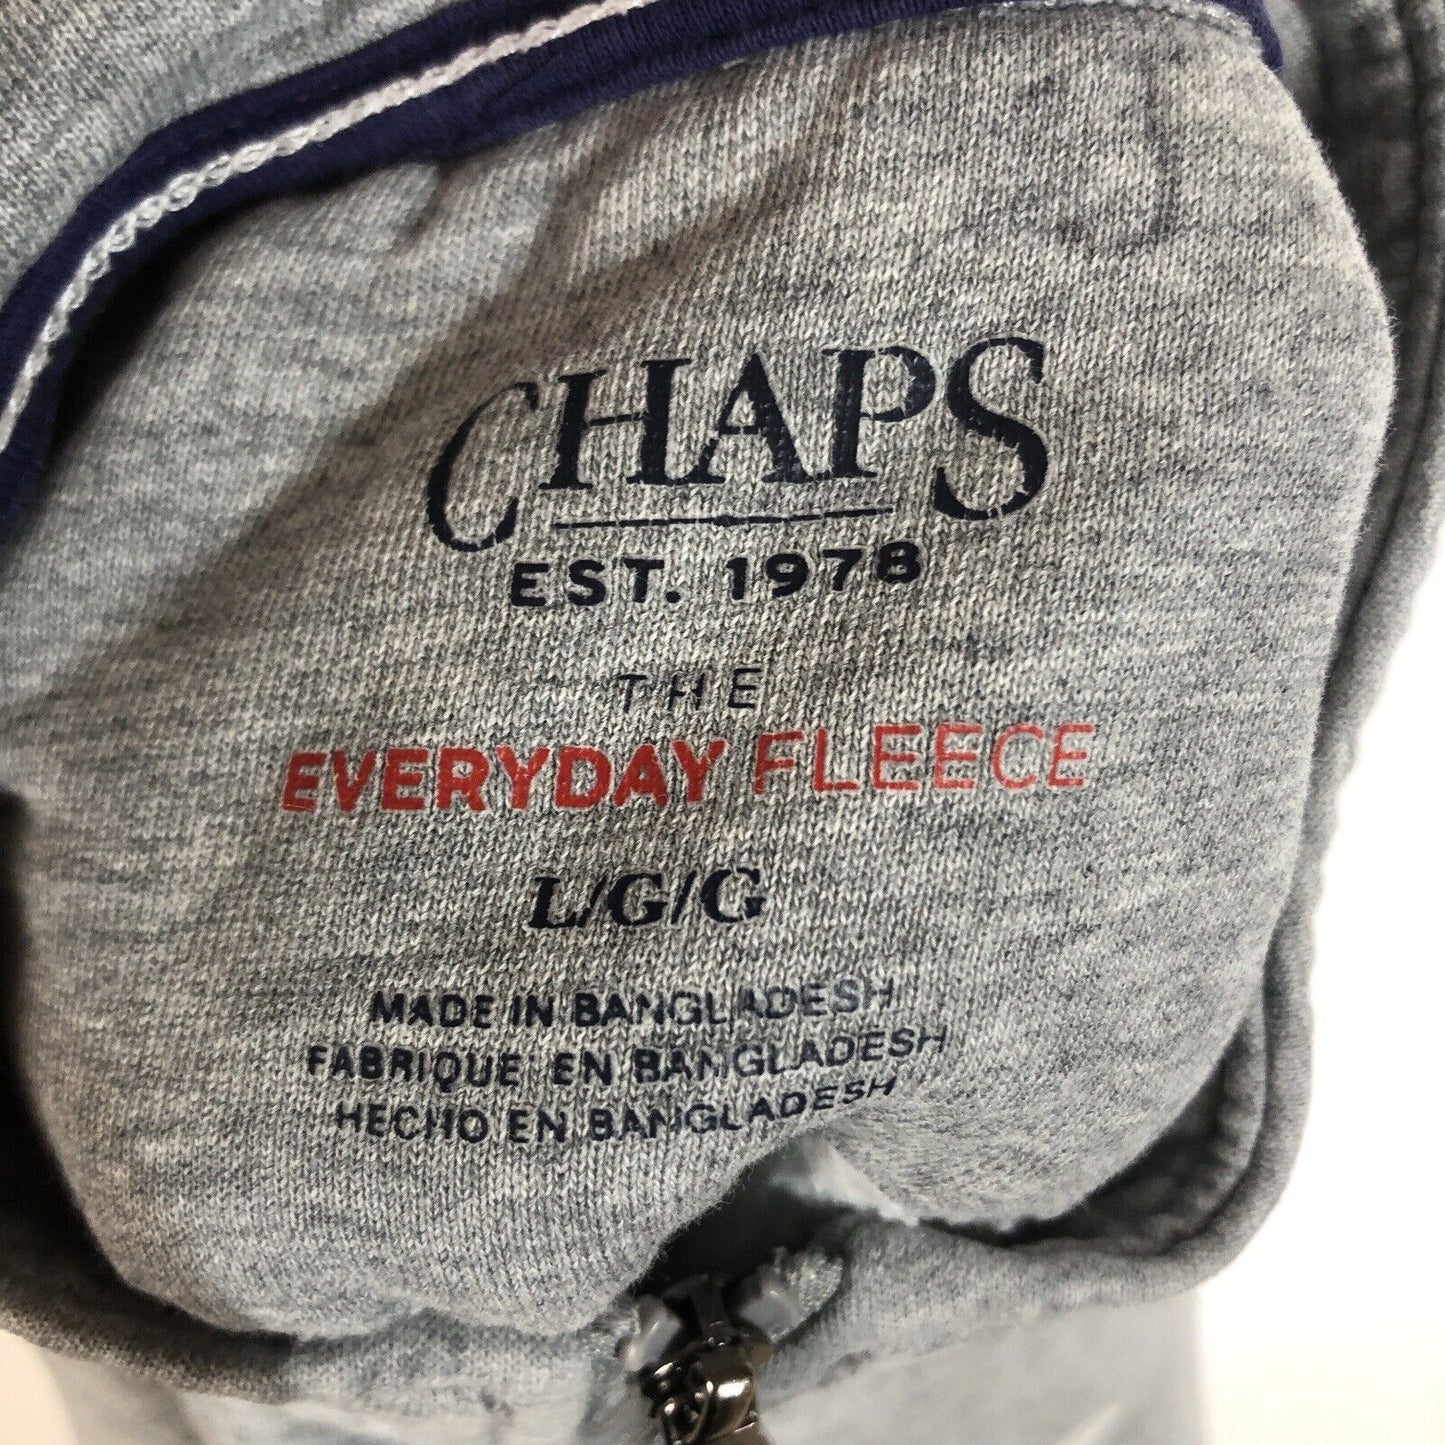 CHAPS
EST. 1978
THE
EVERYDAY FLEECE
L/G/G
MADE IN BANGLADESH
FABRIQUE EN BANGLADESH
HECHO EN BANGLADESH